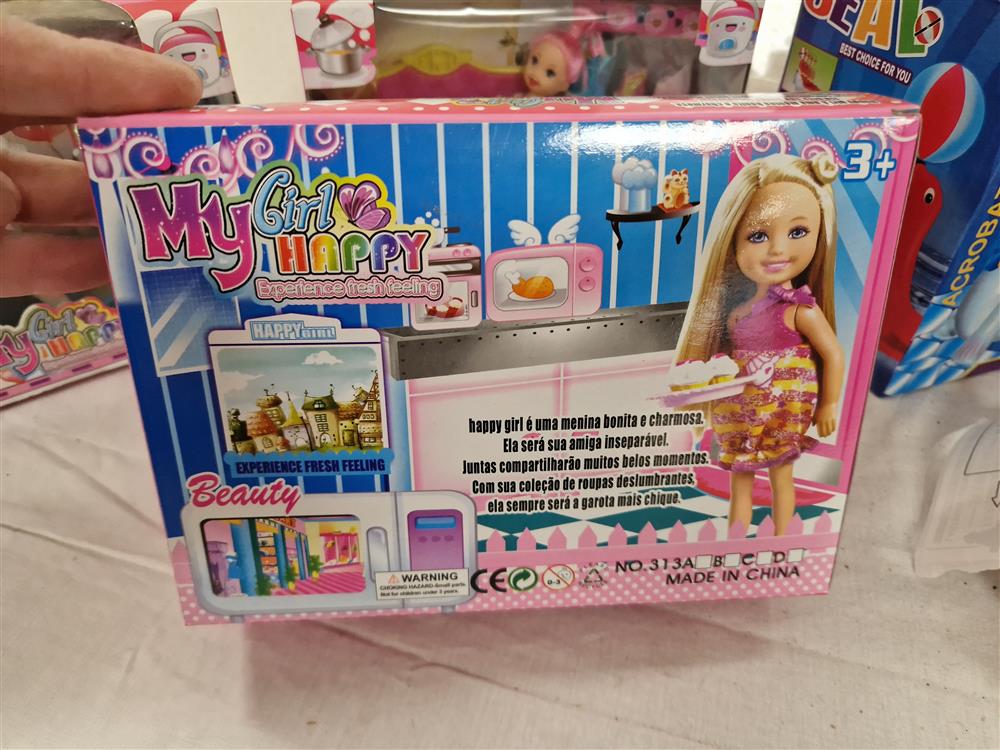 SEAL
BEST CHOICE FOR YOU
3+
My Girl
HAPPY
Experience fresh feeling
HAPPY GIRL
EXPERIENCE FRESH FEELING
Beauty
happy girl é uma menina bonita e charmosa.
Ela será sua amiga inseparável.
Juntas compartilharão muitos belos momentos.
Com sua coleção de roupas deslumbrantes,
ela sempre será a garota mais chique.
WARNING
CHOKING HAZARD-Small parts.
Not for children under 3 years.
CE
0-3
NO.313A□B□C□D□
MADE IN CHINA
Girl
HAPPY
ACROBA